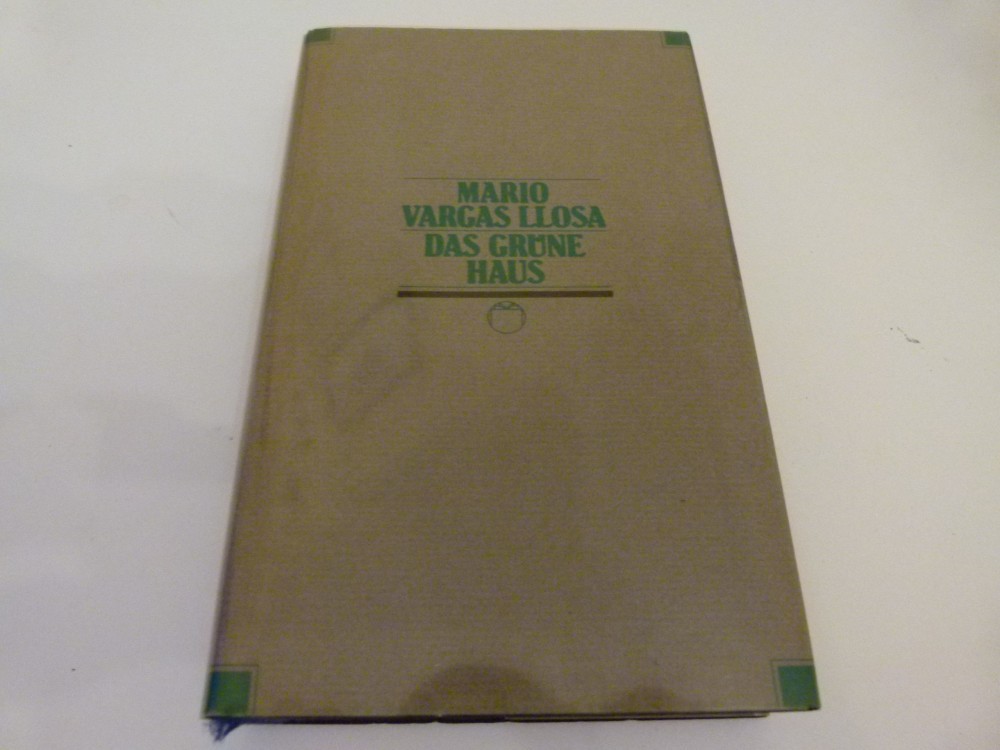 MARIO
VARGAS LLOSA
DAS GRÜNE
HAUS